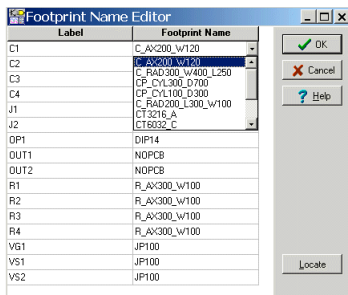 Footprint Name Editor
Label Footprint Name
C1 C_AX200_W120
C2 C_AX200_W120
C3 C_RAD300_W400_L250
CP_CYL300_D700
C4 CP_CYL100_D300
J1 C_RAD200_L300_W100
CT3216_A
J2 CT6032_C
OP1 DIP14
OUT1 NOPCB
OUT2 NOPCB
R1 R_AX300_W100
R2 R_AX300_W100
R3 R_AX300_W100
R4 R_AX300_W100
VG1 JP100
VS1 JP100
VS2 JP100
OK
Cancel
Help
Locate